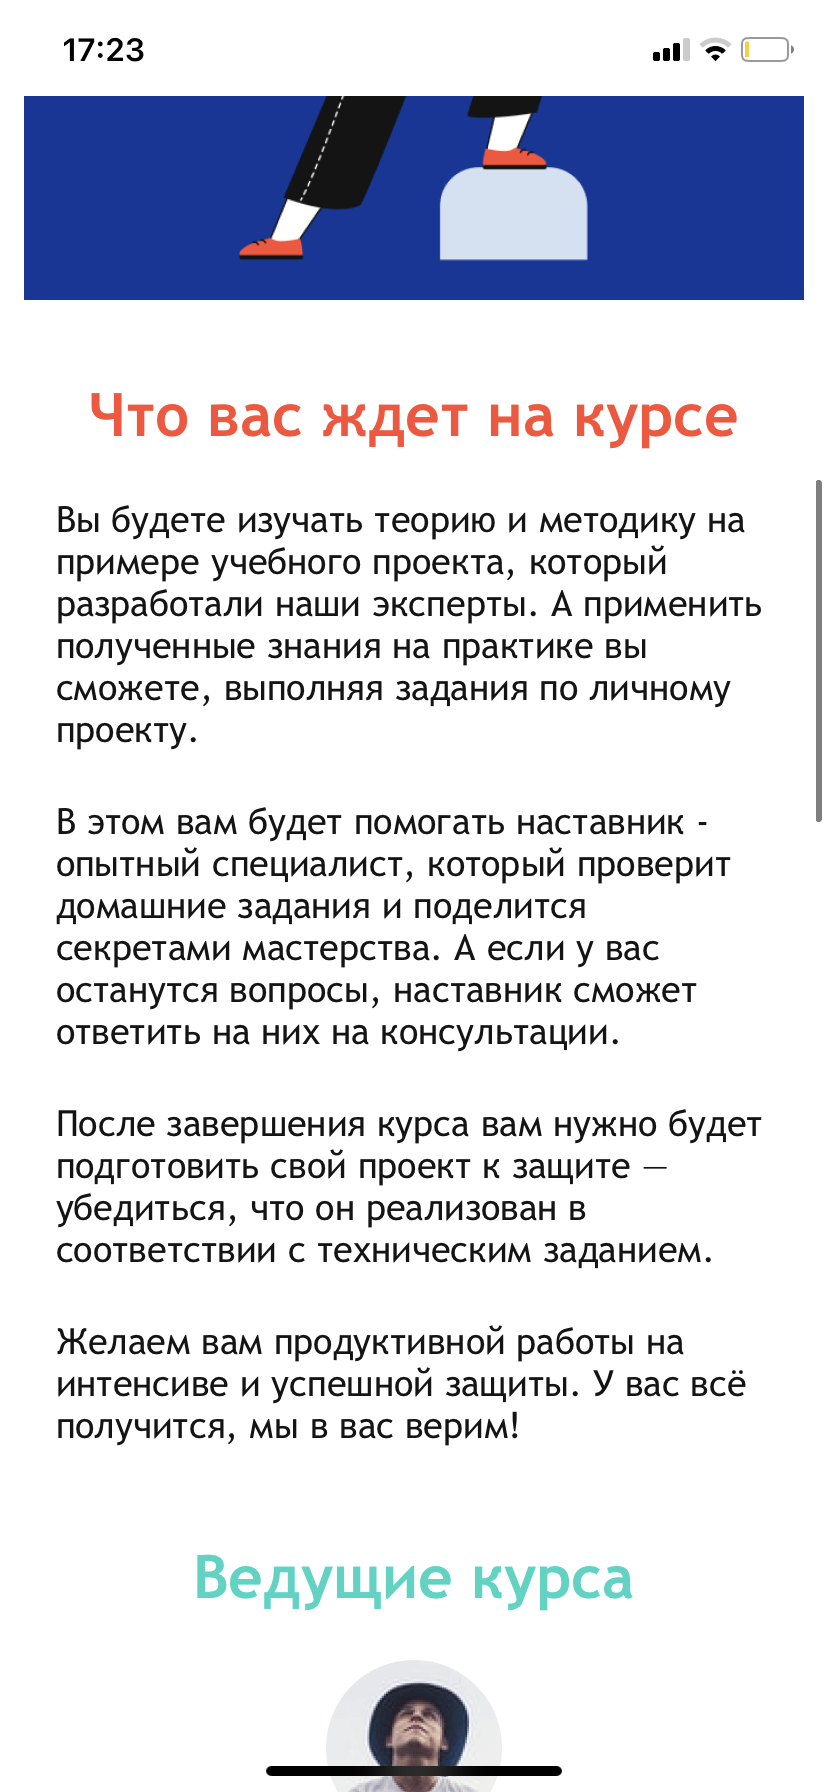 17:23
Что вас ждет на курсе
Вы будете изучать теорию и методику на
примере учебного проекта, который
разработали наши эксперты. А применить
полученные знания на практике вы
сможете, выполняя задания по личному
проекту.
В этом вам будет помогать наставник -
опытный специалист, который проверит
домашние задания и поделится
секретами мастерства. А если у вас
останутся вопросы, наставник сможет
ответить на них на консультации.
После завершения курса вам нужно будет
подготовить свой проект к защите —
убедиться, что он реализован в
соответствии с техническим заданием.
Желаем вам продуктивной работы на
интенсиве и успешной защиты. У вас всё
получится, мы в вас верим!
Ведущие курса